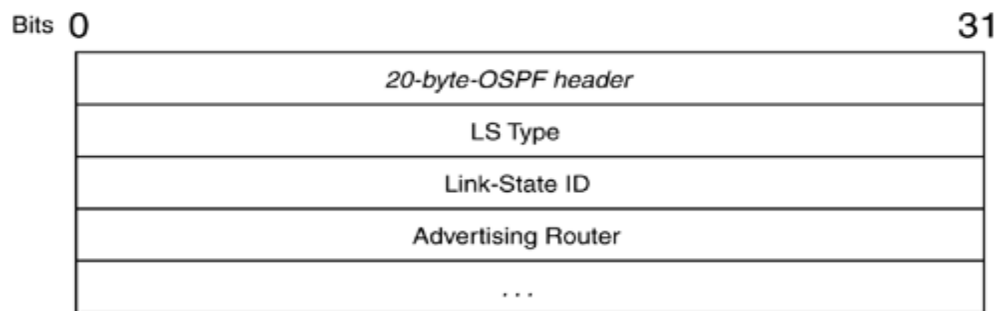 Bits 0 31
20-byte-OSPF header
LS Type
Link-State ID
Advertising Router
...